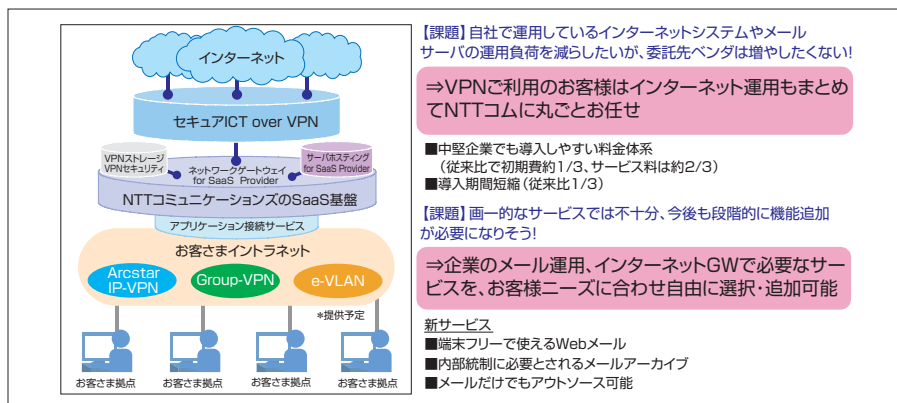 インターネット
セキュアICT over VPN
VPNストレージ
VPNセキュリティ
ネットワークゲートウェイ
for SaaS Provider
サーバホスティング
for SaaS Provider
NTTコミュニケーションズのSaaS基盤
アプリケーション接続サービス
お客さまイントラネット
Arcstar
IP-VPN
Group-VPN
e-VLAN
*提供予定
お客さま拠点
お客さま拠点
お客さま拠点
お客さま拠点
【課題】自社で運用しているインターネットシステムやメール
サーバの運用負荷を減らしたいが、委託先ベンダは増やしたくない!
⇒VPNご利用のお客様はインターネット運用もまとめ
てNTTコムに丸ごとお任せ
■中堅企業でも導入しやすい料金体系
(従来比で初期費約1/3、サービス料は約2/3)
■導入期間短縮(従来比1/3)
【課題】画一的なサービスでは不十分、今後も段階的に機能追加
が必要になりそう!
⇒企業のメール運用、インターネットGWで必要なサー
ビスを、お客様ニーズに合わせ自由に選択・追加可能
新サービス
■端末フリーで使えるWebメール
■内部統制に必要とされるメールアーカイブ
■メールだけでもアウトソース可能